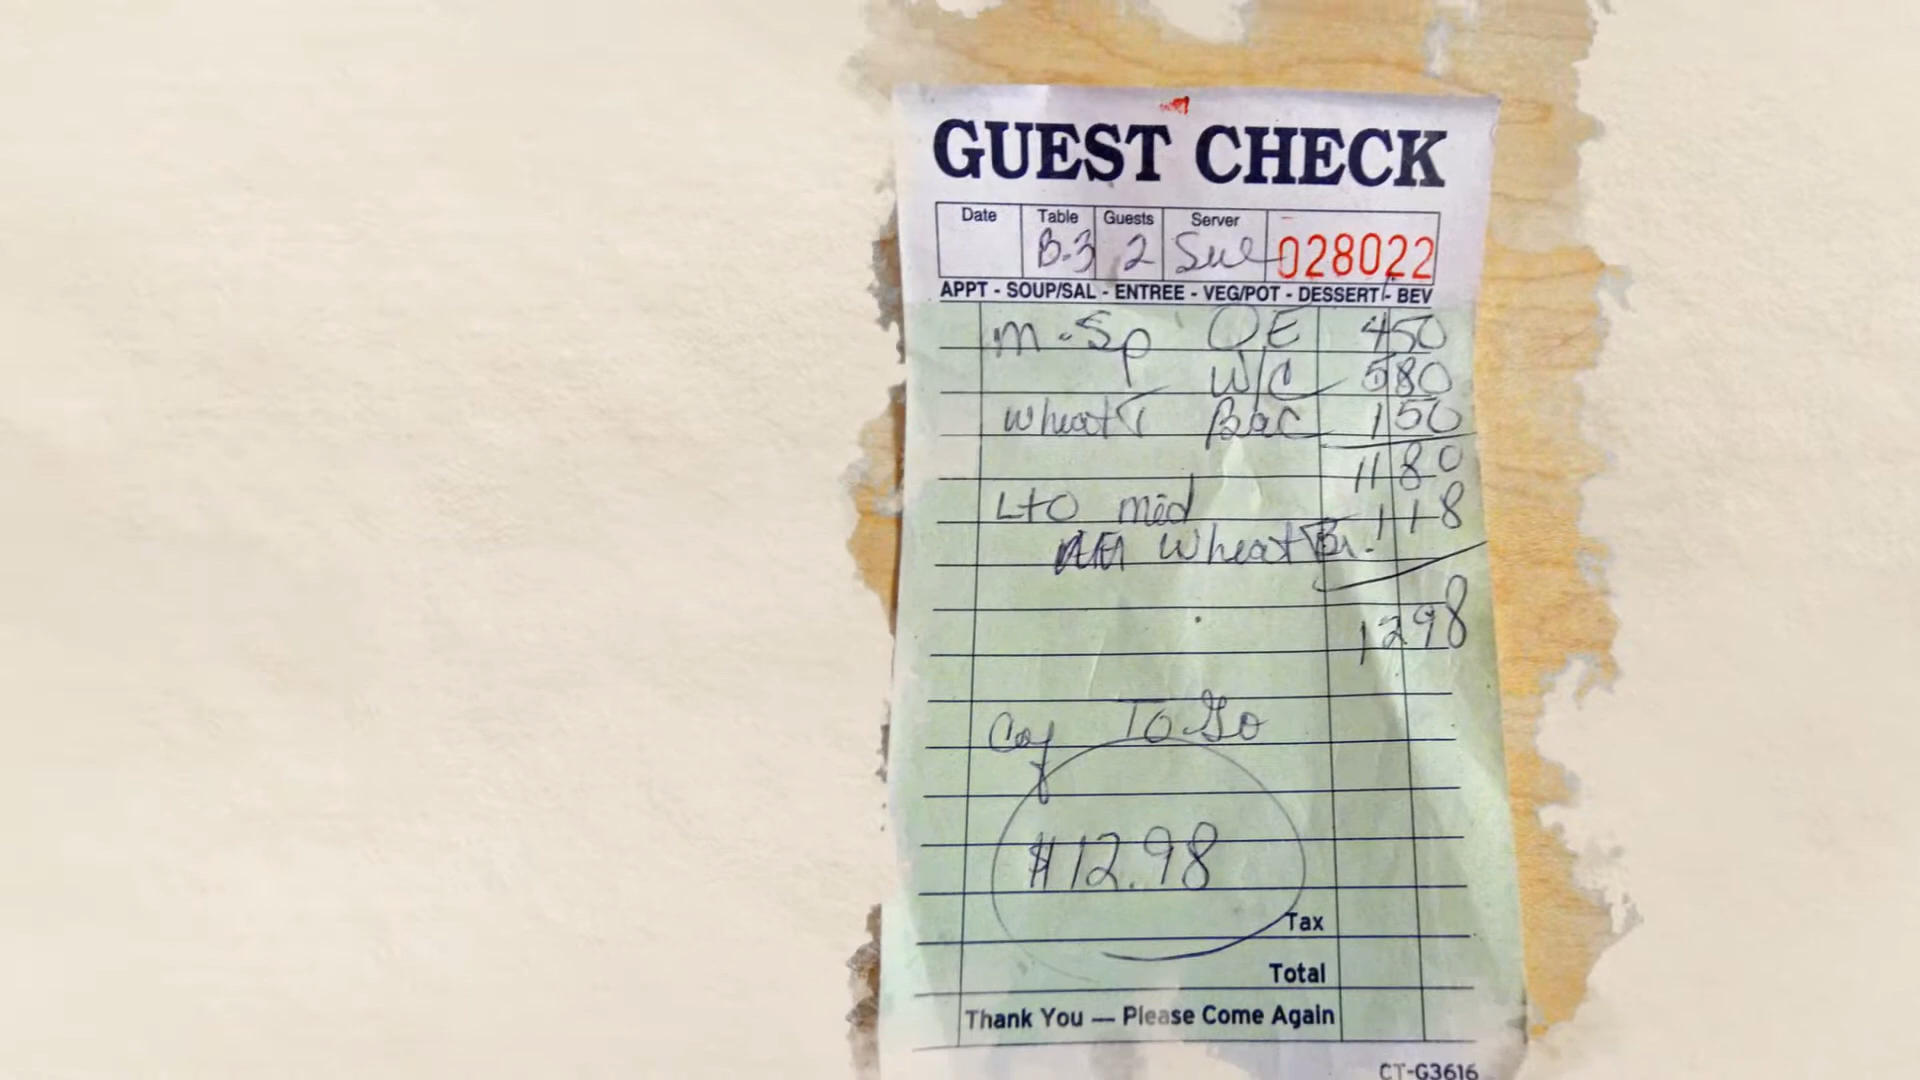 GUEST CHECK
Date Table Guests Server
B-3 2 Sue 028022
APPT - SOUP/SAL - ENTREE - VEG/POT - DESSERT - BEV
M-Sp OE 450
W/C 580
Wheat T Bac 150
1180
LTO Med 118
Wheat Br.
1298
Cof To Go
$12.98
Tax
Total
Thank You — Please Come Again
CT-G3616